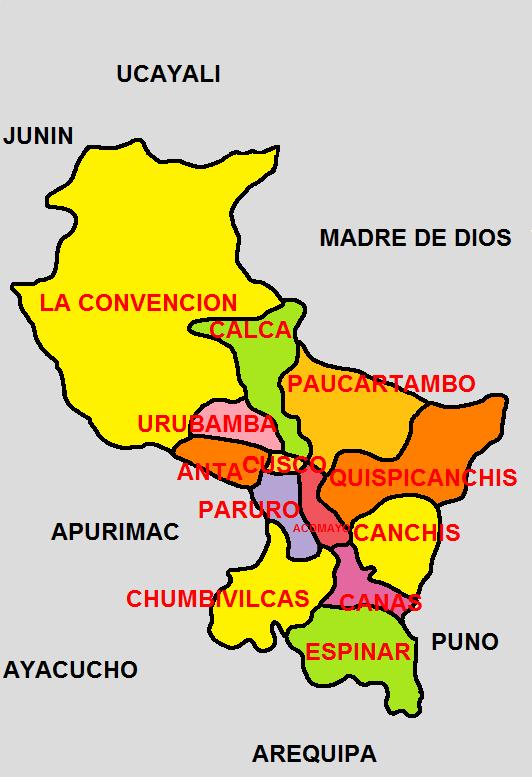 UCAYALI
JUNIN
MADRE DE DIOS
LA CONVENCION
CALCA
PAUCARTAMBO
URUBAMBA
CUSCO
ANTA
QUISPICANCHIS
PARURO
ACOMAYO
APURIMAC
CANCHIS
CHUMBIVILCAS
CANAS
PUNO
ESPINAR
AYACUCHO
AREQUIPA